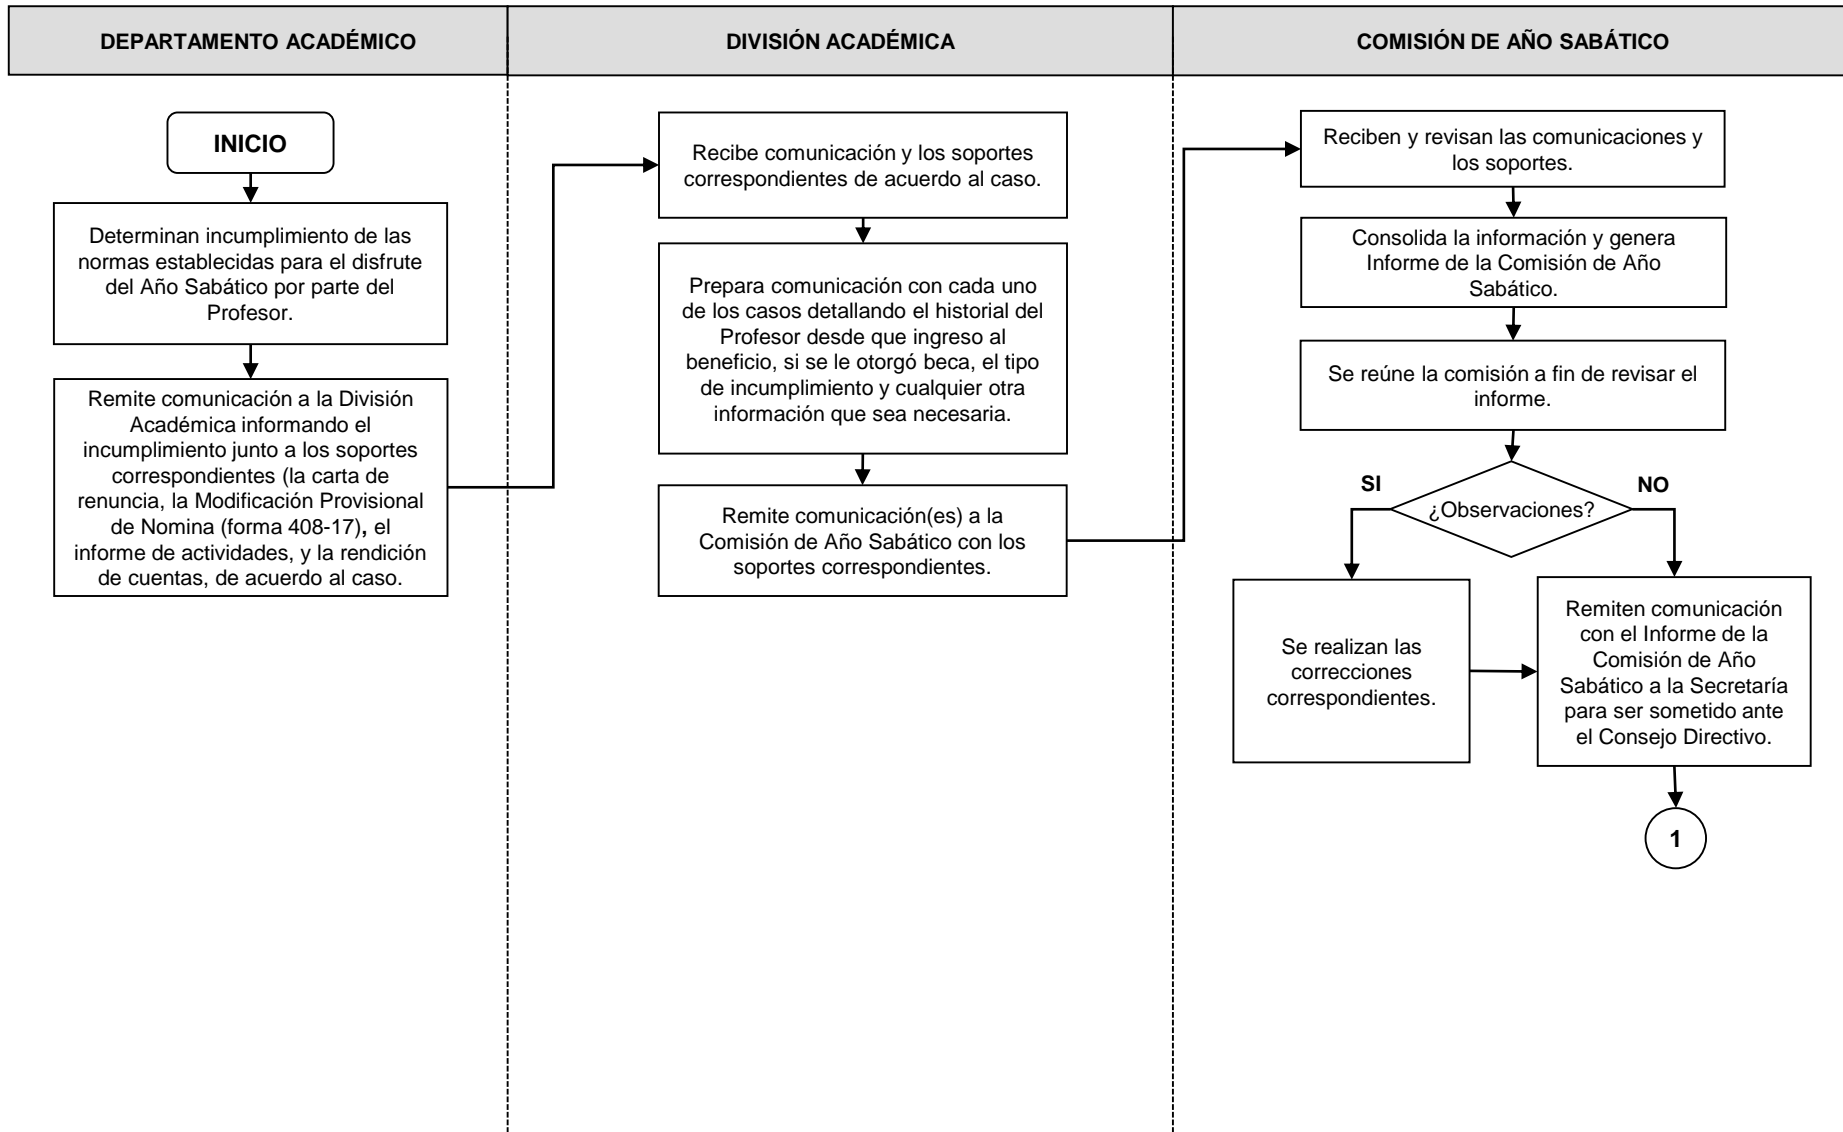 DEPARTAMENTO ACADÉMICO
DIVISIÓN ACADÉMICA
COMISIÓN DE AÑO SABÁTICO
INICIO
Determinan incumplimiento de las
normas establecidas para el disfrute
del Año Sabático por parte del
Profesor.
Remite comunicación a la División
Académica informando el
incumplimiento junto a los soportes
correspondientes (la carta de
renuncia, la Modificación Provisional
de Nomina (forma 408-17), el
informe de actividades, y la rendición
de cuentas, de acuerdo al caso.
Recibe comunicación y los soportes
correspondientes de acuerdo al caso.
Prepara comunicación con cada uno
de los casos detallando el historial del
Profesor desde que ingreso al
beneficio, si se le otorgó beca, el tipo
de incumplimiento y cualquier otra
información que sea necesaria.
Remite comunicación(es) a la
Comisión de Año Sabático con los
soportes correspondientes.
Reciben y revisan las comunicaciones y
los soportes.
Consolida la información y genera
Informe de la Comisión de Año
Sabático.
Se reúne la comisión a fin de revisar el
informe.
SI
NO
¿Observaciones?
Se realizan las
correcciones
correspondientes.
Remiten comunicación
con el Informe de la
Comisión de Año
Sabático a la Secretaría
para ser sometido ante
el Consejo Directivo.
1